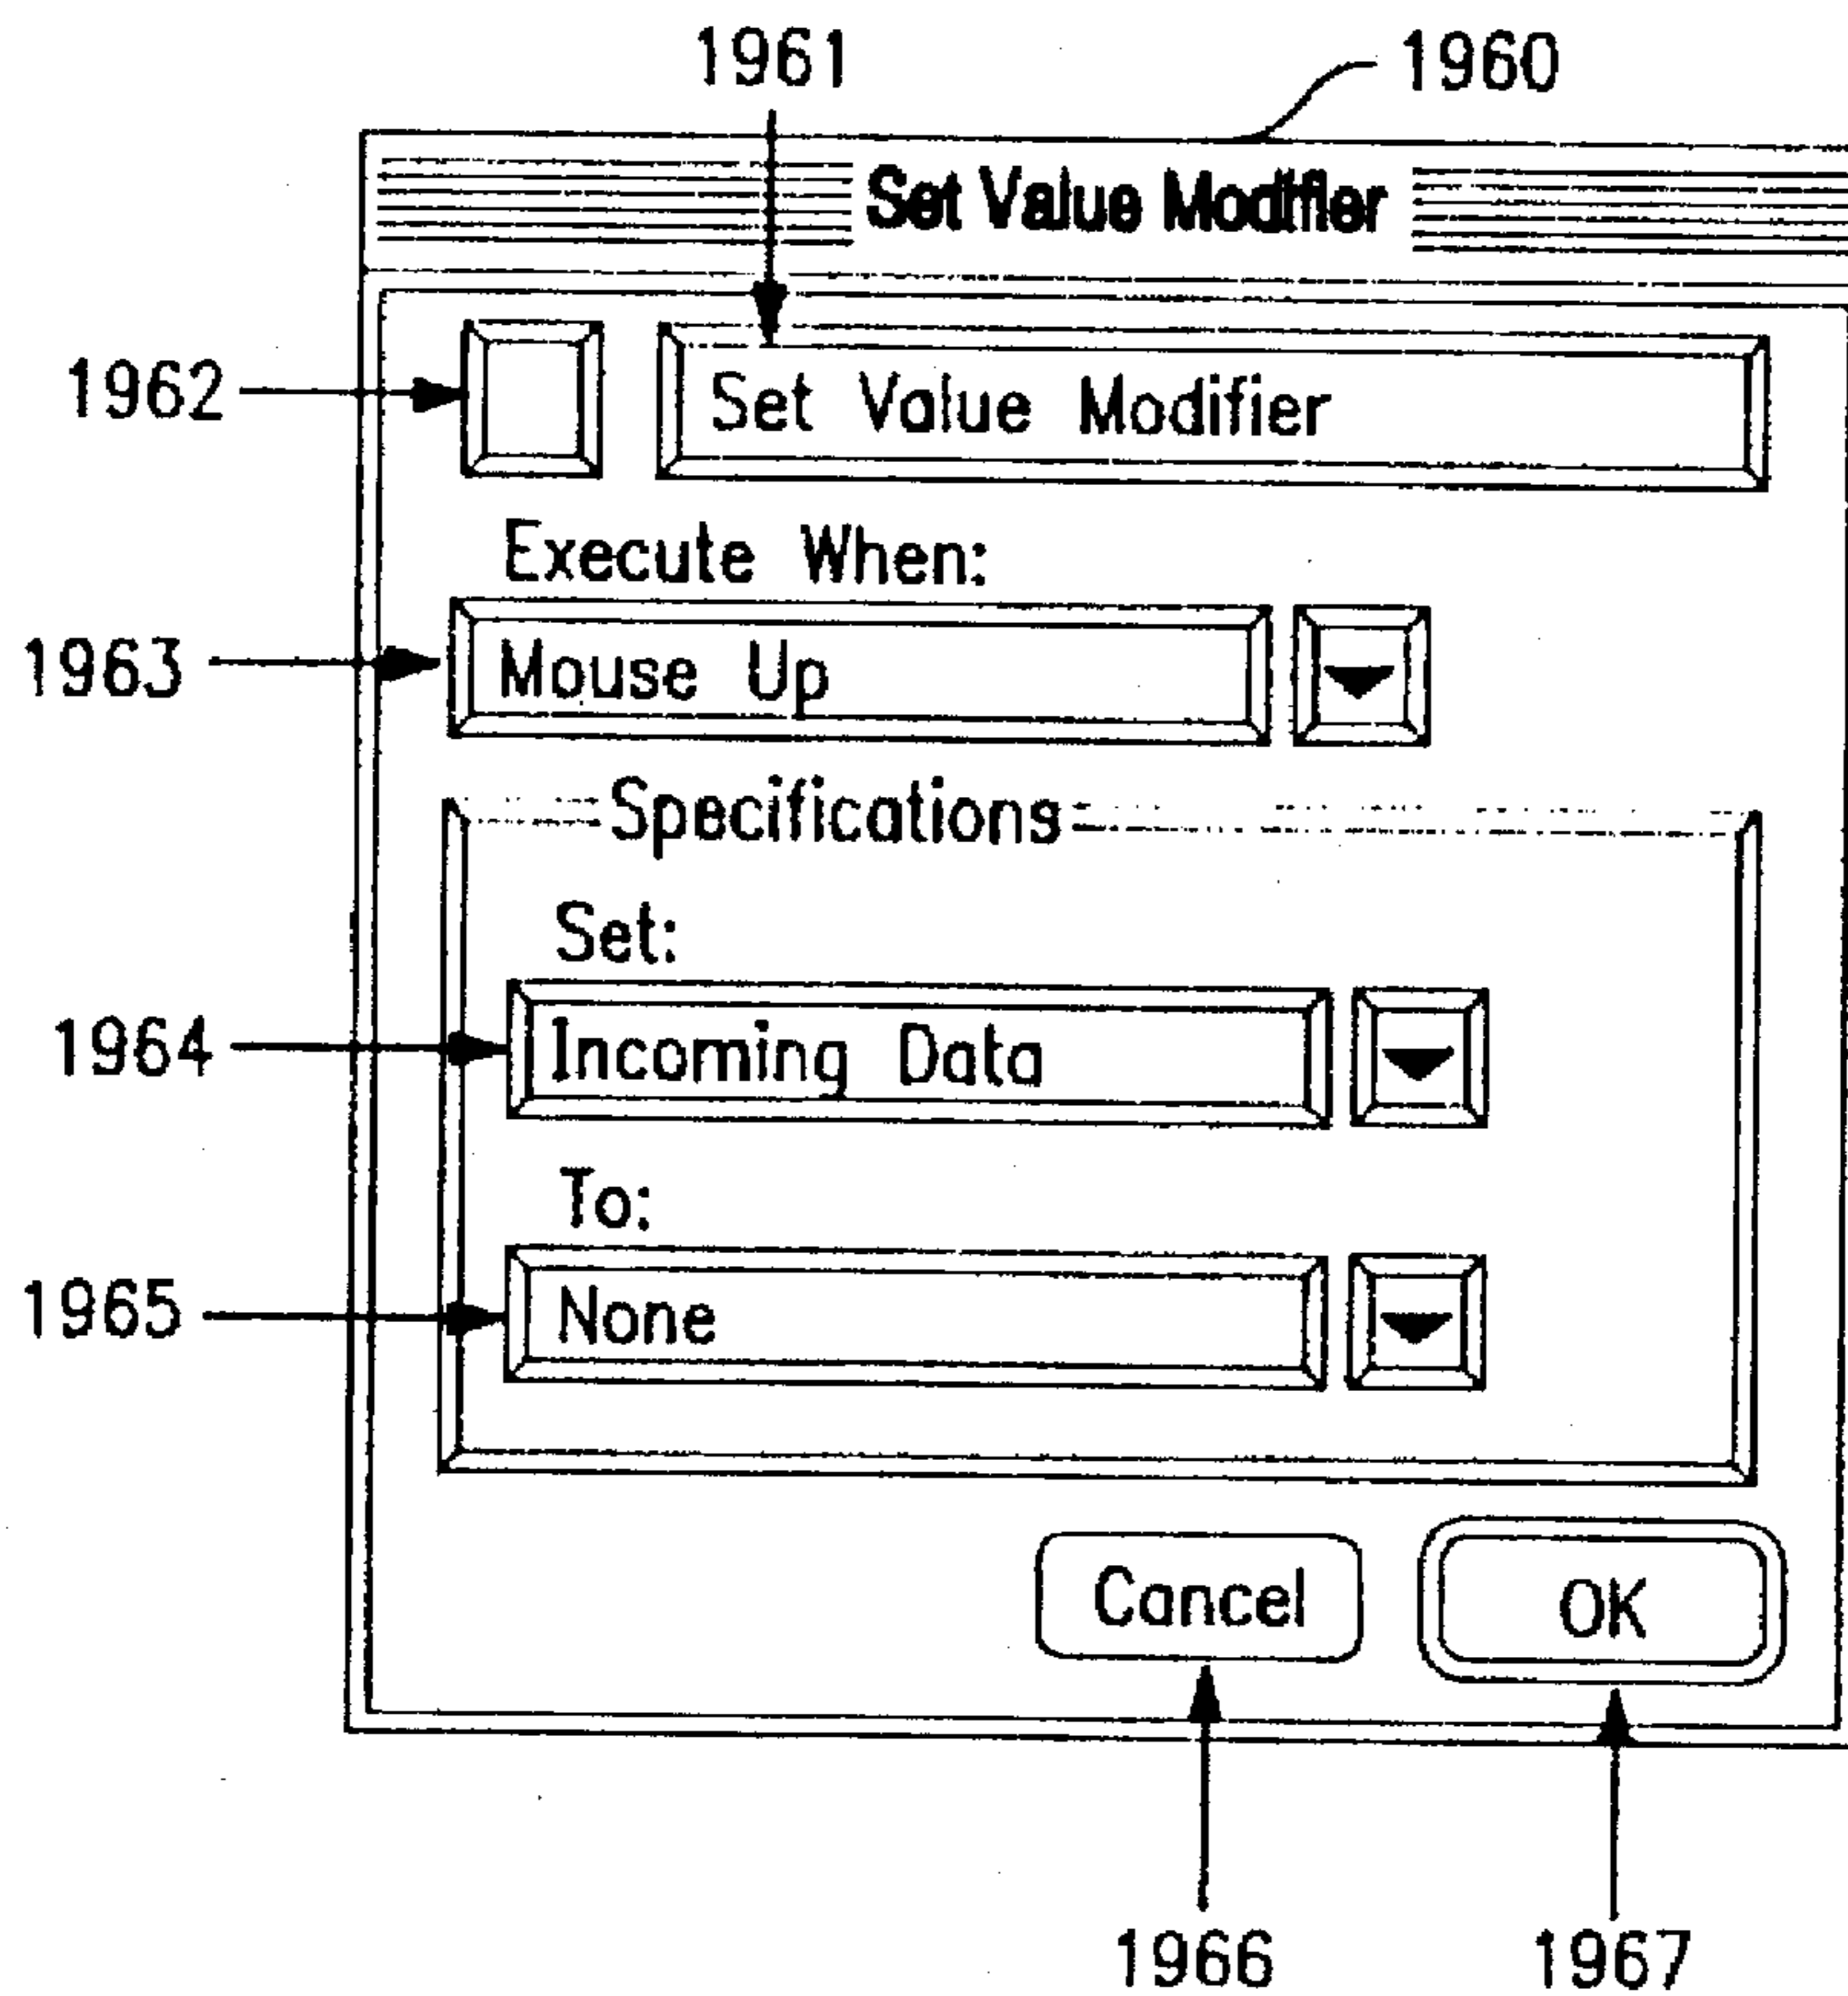 1961
1960
Set Value Modifier
1962
Set Value Modifier
Execute When:
1963
Mouse Up
Specifications
Set:
1964
Incoming Data
To:
1965
None
Cancel
OK
1966
1967